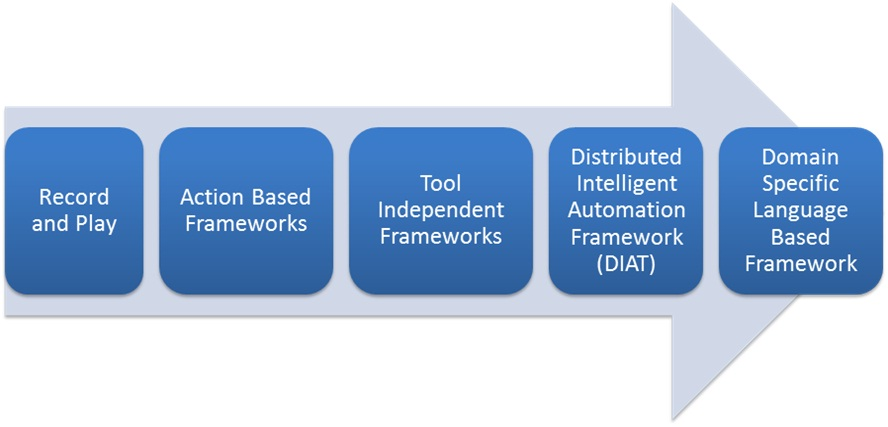 Record
and Play
Action Based
Frameworks
Tool
Independent
Frameworks
Distributed
Intelligent
Automation
Framework
(DIAT)
Domain
Specific
Language
Based
Framework